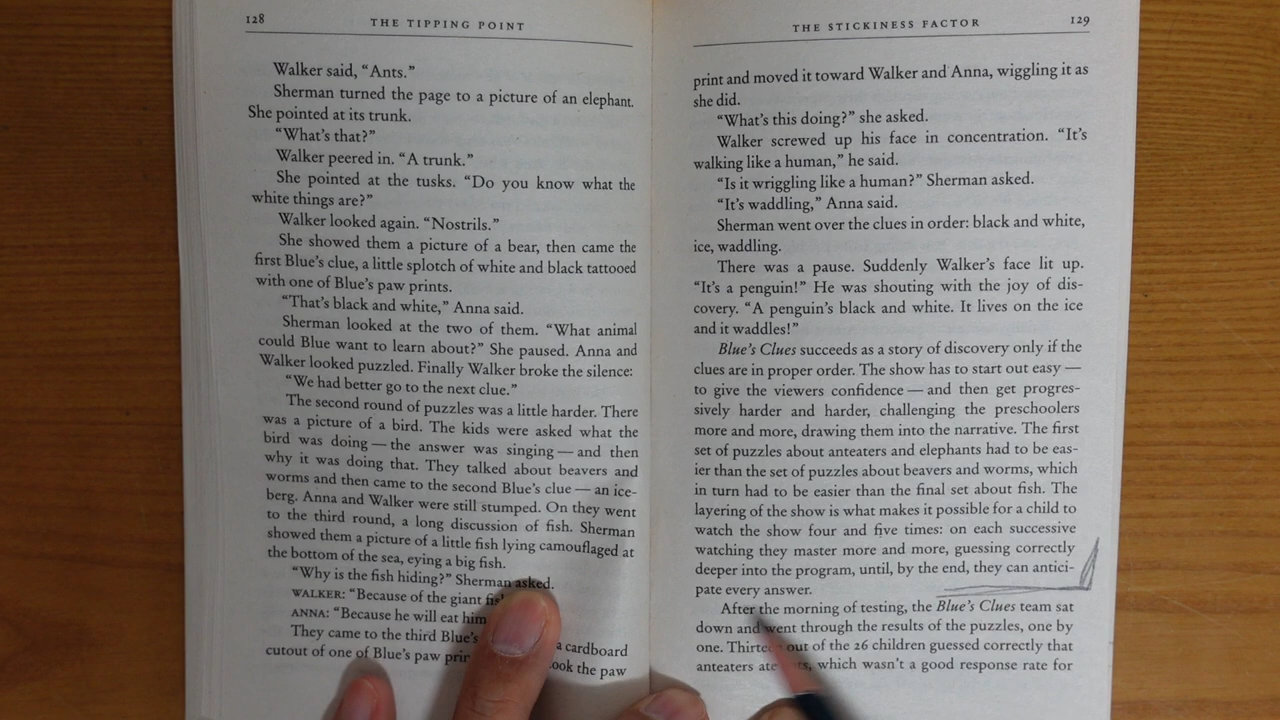 128
THE TIPPING POINT
Walker said, “Ants.”
Sherman turned the page to a picture of an elephant.
She pointed at its trunk.
“What’s that?”
Walker peered in. “A trunk.”
She pointed at the tusks. “Do you know what the
white things are?”
Walker looked again. “Nostrils.”
She showed them a picture of a bear, then came the
first Blue’s clue, a little splotch of white and black tattooed
with one of Blue’s paw prints.
“That’s black and white,” Anna said.
Sherman looked at the two of them. “What animal
could Blue want to learn about?” She paused. Anna and
Walker looked puzzled. Finally Walker broke the silence:
“We had better go to the next clue.”
The second round of puzzles was a little harder. There
was a picture of a bird. The kids were asked what the
bird was doing — the answer was singing — and then
why it was doing that. They talked about beavers and
worms and then came to the second Blue’s clue — an ice-
berg. Anna and Walker were still stumped. On they went
to the third round, a long discussion of fish. Sherman
showed them a picture of a little fish lying camouflaged at
the bottom of the sea, eying a big fish.
“Why is the fish hiding?” Sherman asked.
WALKER: “Because of the giant
ANNA: “Because he will eat him
They came to the third Blue’s a cardboard
cutout of one of Blue’s paw the paw
THE STICKINESS FACTOR
129
print and moved it toward Walker and Anna, wiggling it as
she did.
“What’s this doing?” she asked.
Walker screwed up his face in concentration. “It’s
walking like a human,” he said.
“Is it wriggling like a human?” Sherman asked.
“It’s waddling,” Anna said.
Sherman went over the clues in order: black and white,
ice, waddling.
There was a pause. Suddenly Walker’s face lit up.
“It’s a penguin!” He was shouting with the joy of dis-
covery. “A penguin’s black and white. It lives on the ice
and it waddles!”
Blue’s Clues succeeds as a story of discovery only if the
clues are in proper order. The show has to start out easy —
to give the viewers confidence — and then get progres-
sively harder and harder, challenging the preschoolers
more and more, drawing them into the narrative. The first
set of puzzles about anteaters and elephants had to be eas-
ier than the set of puzzles about beavers and worms, which
in turn had to be easier than the final set about fish. The
layering of the show is what makes it possible for a child to
watch the show four and five times: on each successive
watching they master more and more, guessing correctly
deeper into the program, until, by the end, they can antici-
pate every answer.
After the morning of testing, the Blue’s Clues team sat
down and went through the results of the puzzles, one by
one. Thirteen out of the 26 children guessed correctly that
anteaters ate ants, which wasn’t a good response rate for